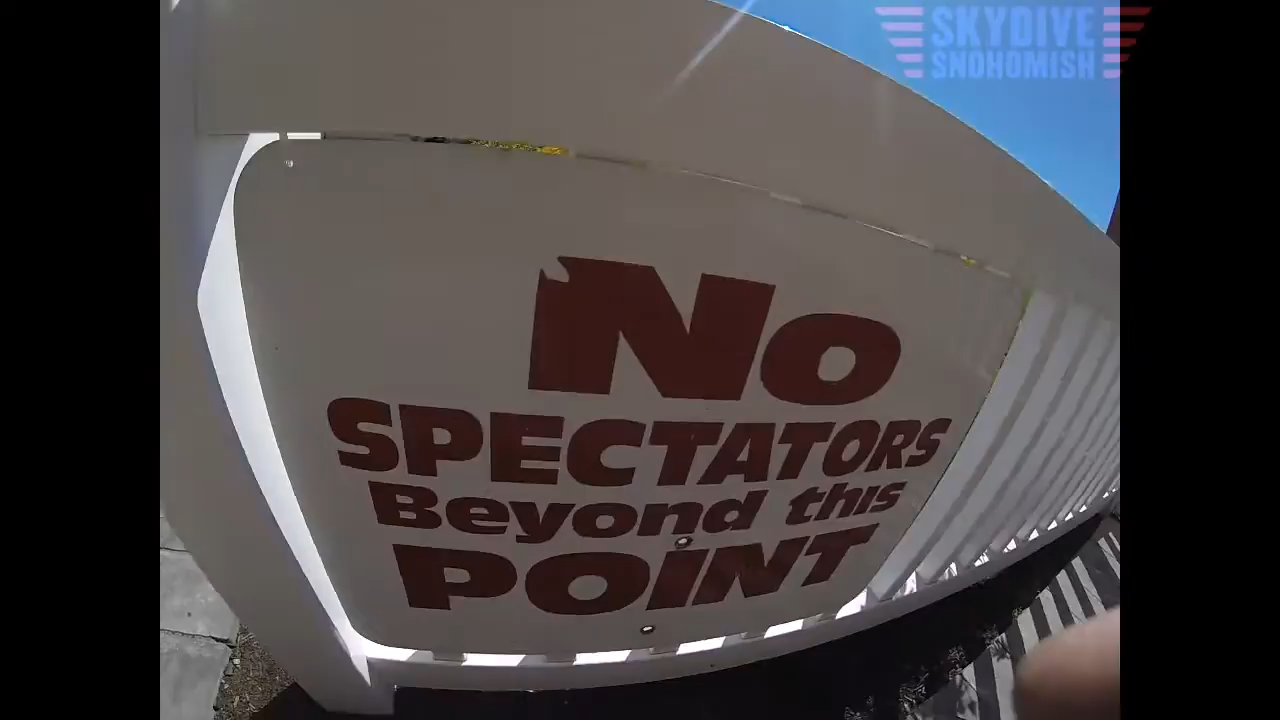 SKYDIVE
SNOHOMISH
No
SPECTATORS
Beyond this
POINT